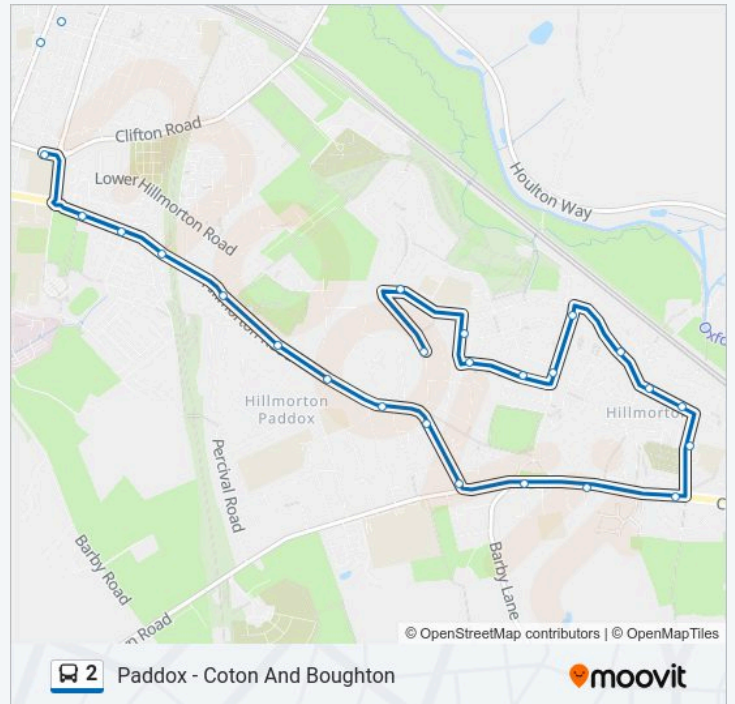 Clifton Road
Lower Hillmorton Road
Houlton Way
Hillmorton
Paddox
Percival Road
Barby Road
Barby Lane
© OpenStreetMap contributors | © OpenMapTiles
2
Paddox - Coton And Boughton
moovit